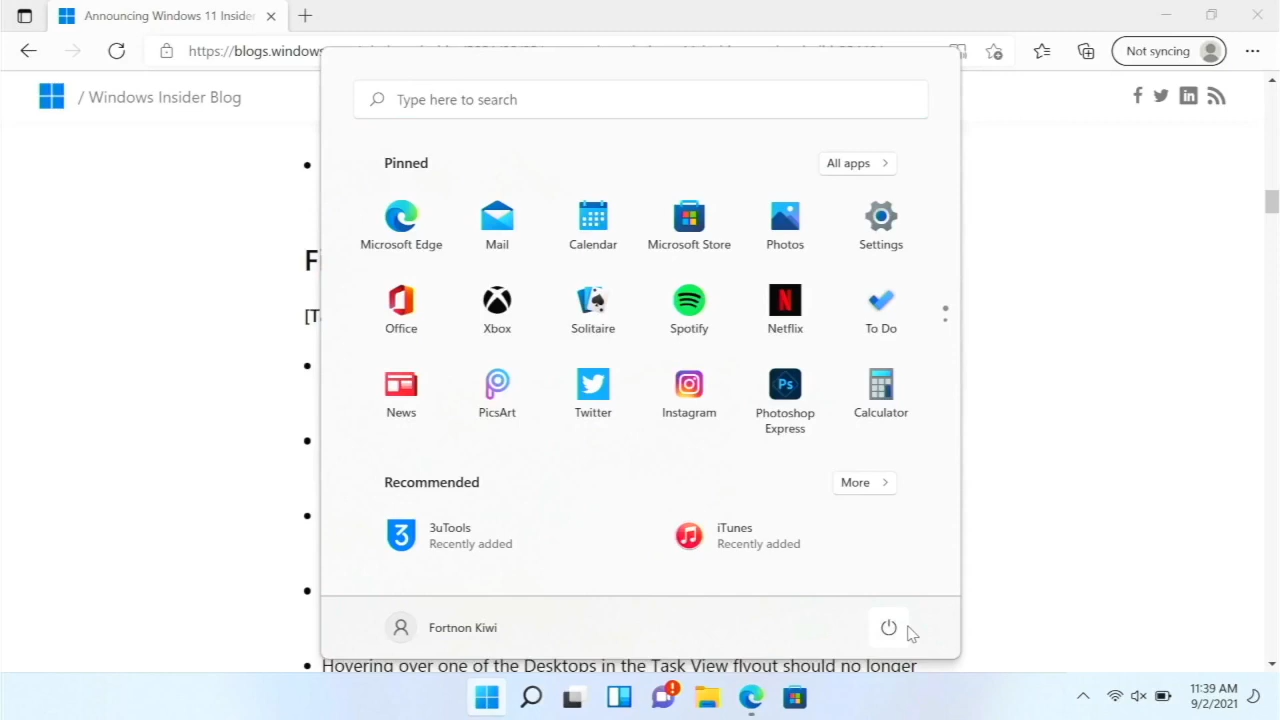 Announcing Windows 11 Insider
https://blogs.windows
Not syncing
/ Windows Insider Blog
Type here to search
Pinned
All apps
Microsoft Edge
Mail
Calendar
Microsoft Store
Photos
Settings
Office
Xbox
Solitaire
Spotify
Netflix
To Do
News
PicsArt
Twitter
Instagram
Photoshop
Express
Calculator
Recommended
More
3uTools
Recently added
iTunes
Recently added
Fortnon Kiwi
Hovering over one of the Desktops in the Task View flyout should no longer
11:39 AM
9/2/2021